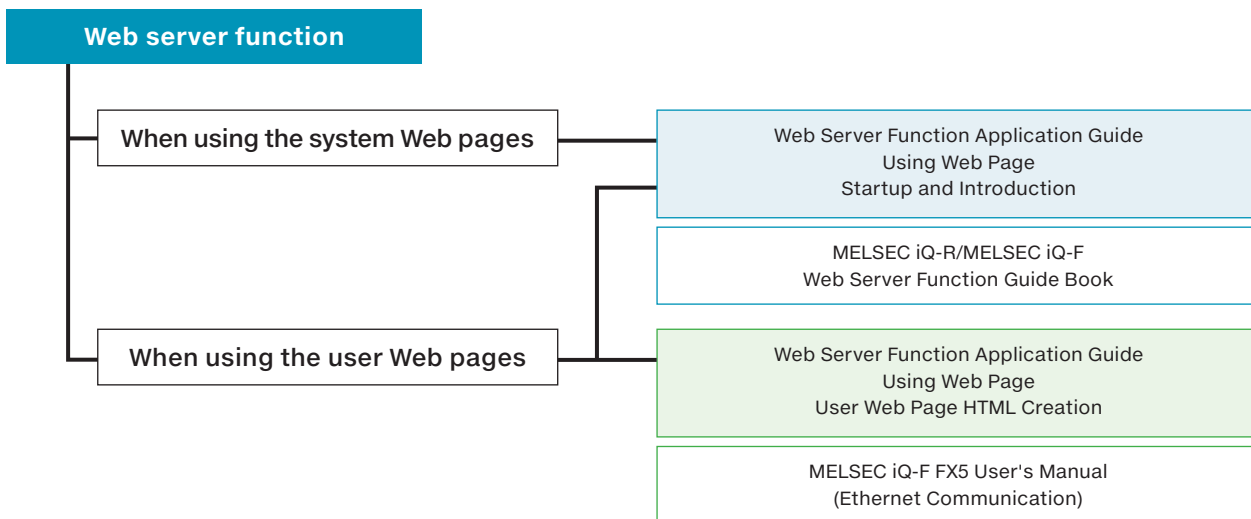 Web server function
When using the system Web pages
Web Server Function Application Guide
Using Web Page
Startup and Introduction
MELSEC iQ-R/MELSEC iQ-F
Web Server Function Guide Book
When using the user Web pages
Web Server Function Application Guide
Using Web Page
User Web Page HTML Creation
MELSEC iQ-F FX5 User's Manual
(Ethernet Communication)